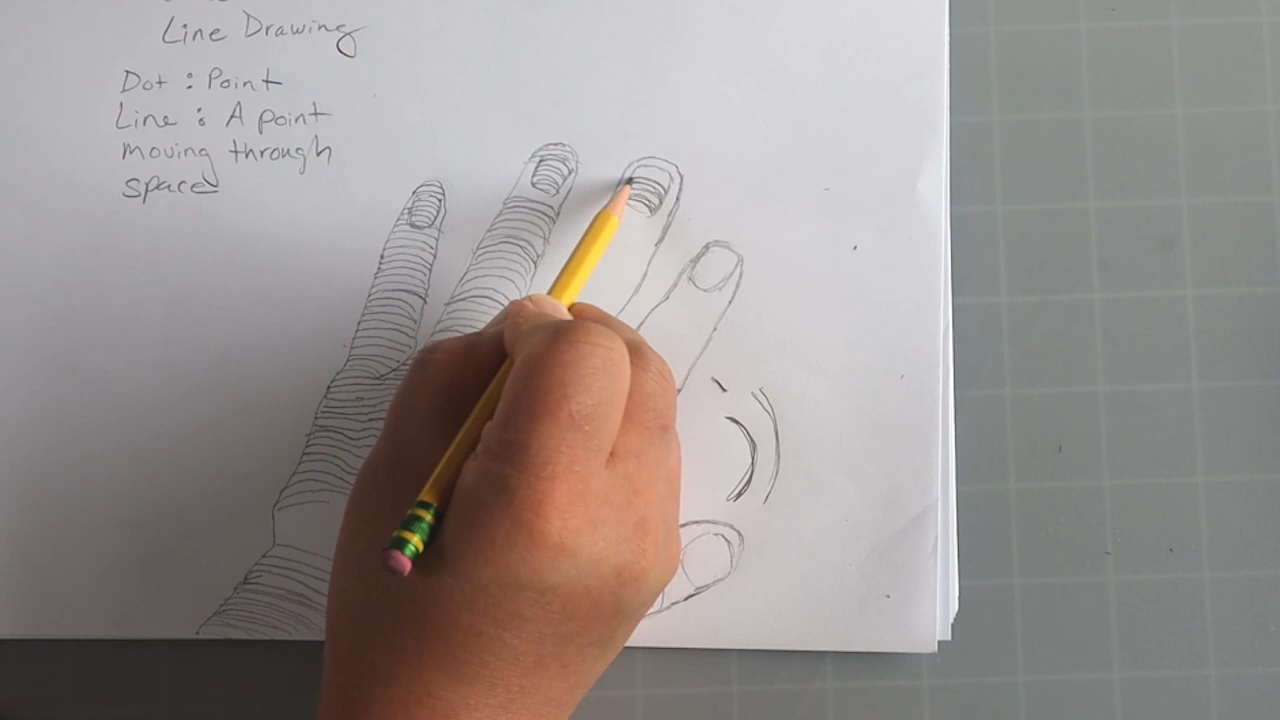 Line Drawing
Dot : Point
Line : A point
moving through
space